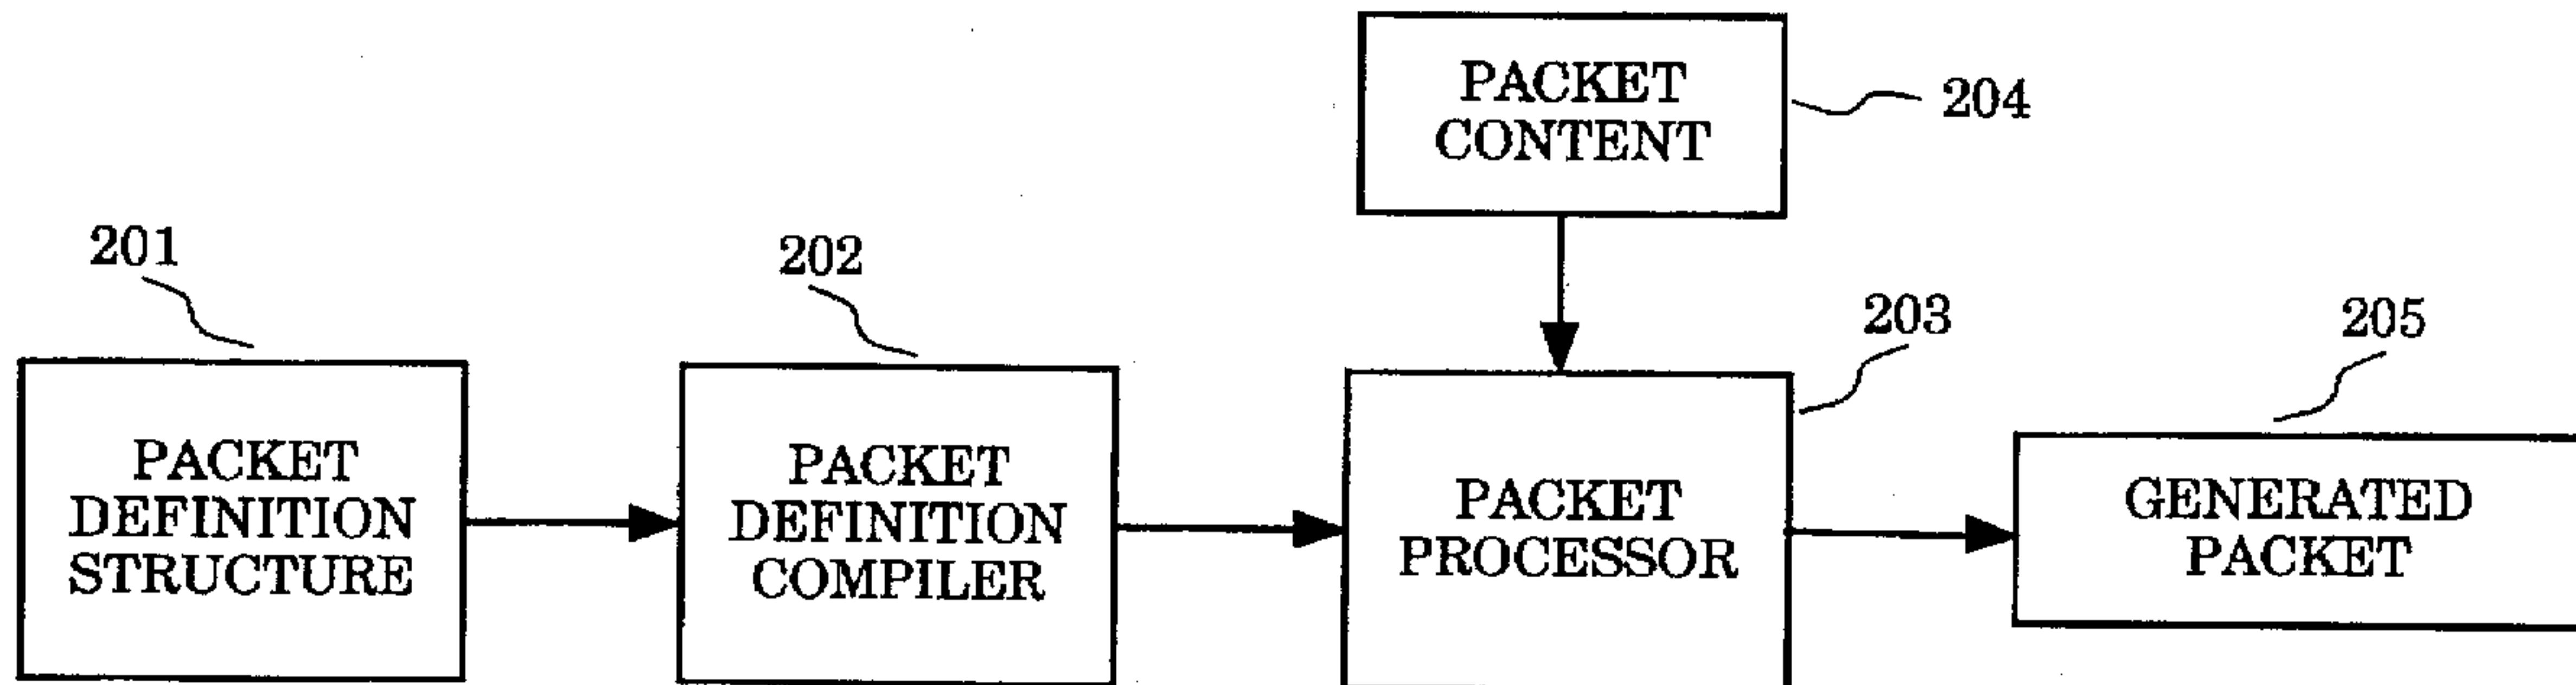 PACKET
CONTENT
204
201
PACKET
DEFINITION
STRUCTURE
202
PACKET
DEFINITION
COMPILER
203
PACKET
PROCESSOR
205
GENERATED
PACKET